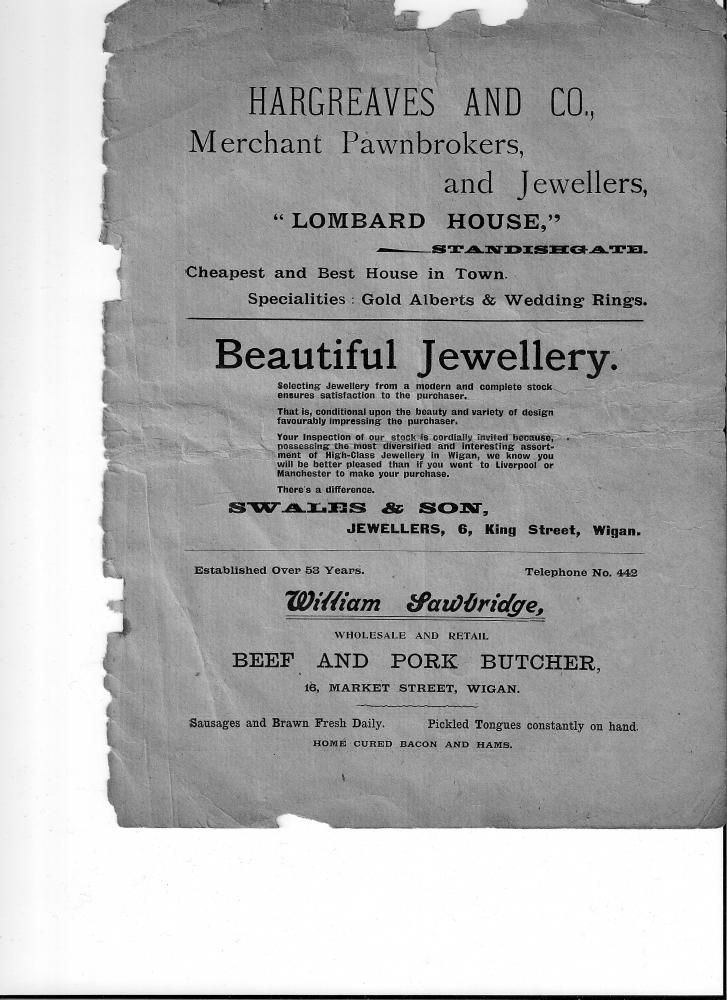 HARGREAVES AND CO.,
Merchant Pawnbrokers,
and Jewellers,
“LOMBARD HOUSE,”
STANDISHGATE.
Cheapest and Best House in Town.
Specialities : Gold Alberts & Wedding Rings.
Beautiful Jewellery.
Selecting Jewellery from a modern and complete stock
ensures satisfaction to the purchaser.
That is, conditional upon the beauty and variety of design
favourably impressing the purchaser.
Your inspection of our stock is cordially invited because,
possessing the most diversified and interesting assort-
ment of High-Class Jewellery in Wigan, we know you
will be better pleased than if you went to Liverpool or
Manchester to make your purchase.
There's a difference.
SWALES & SON,
JEWELLERS, 6, King Street, Wigan.
Established Over 53 Years. Telephone No. 442
William Sawbridge,
WHOLESALE AND RETAIL
BEEF AND PORK BUTCHER,
16, MARKET STREET, WIGAN.
Sausages and Brawn Fresh Daily. Pickled Tongues constantly on hand.
HOME CURED BACON AND HAMS.